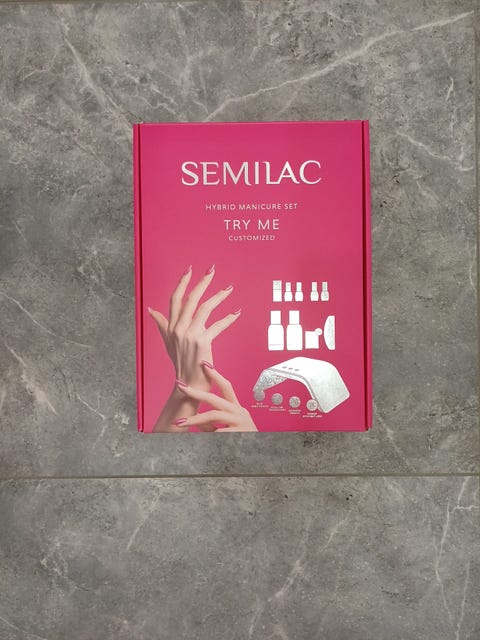 SEMILAC
HYBRID MANICURE SET
TRY ME
CUSTOMIZED